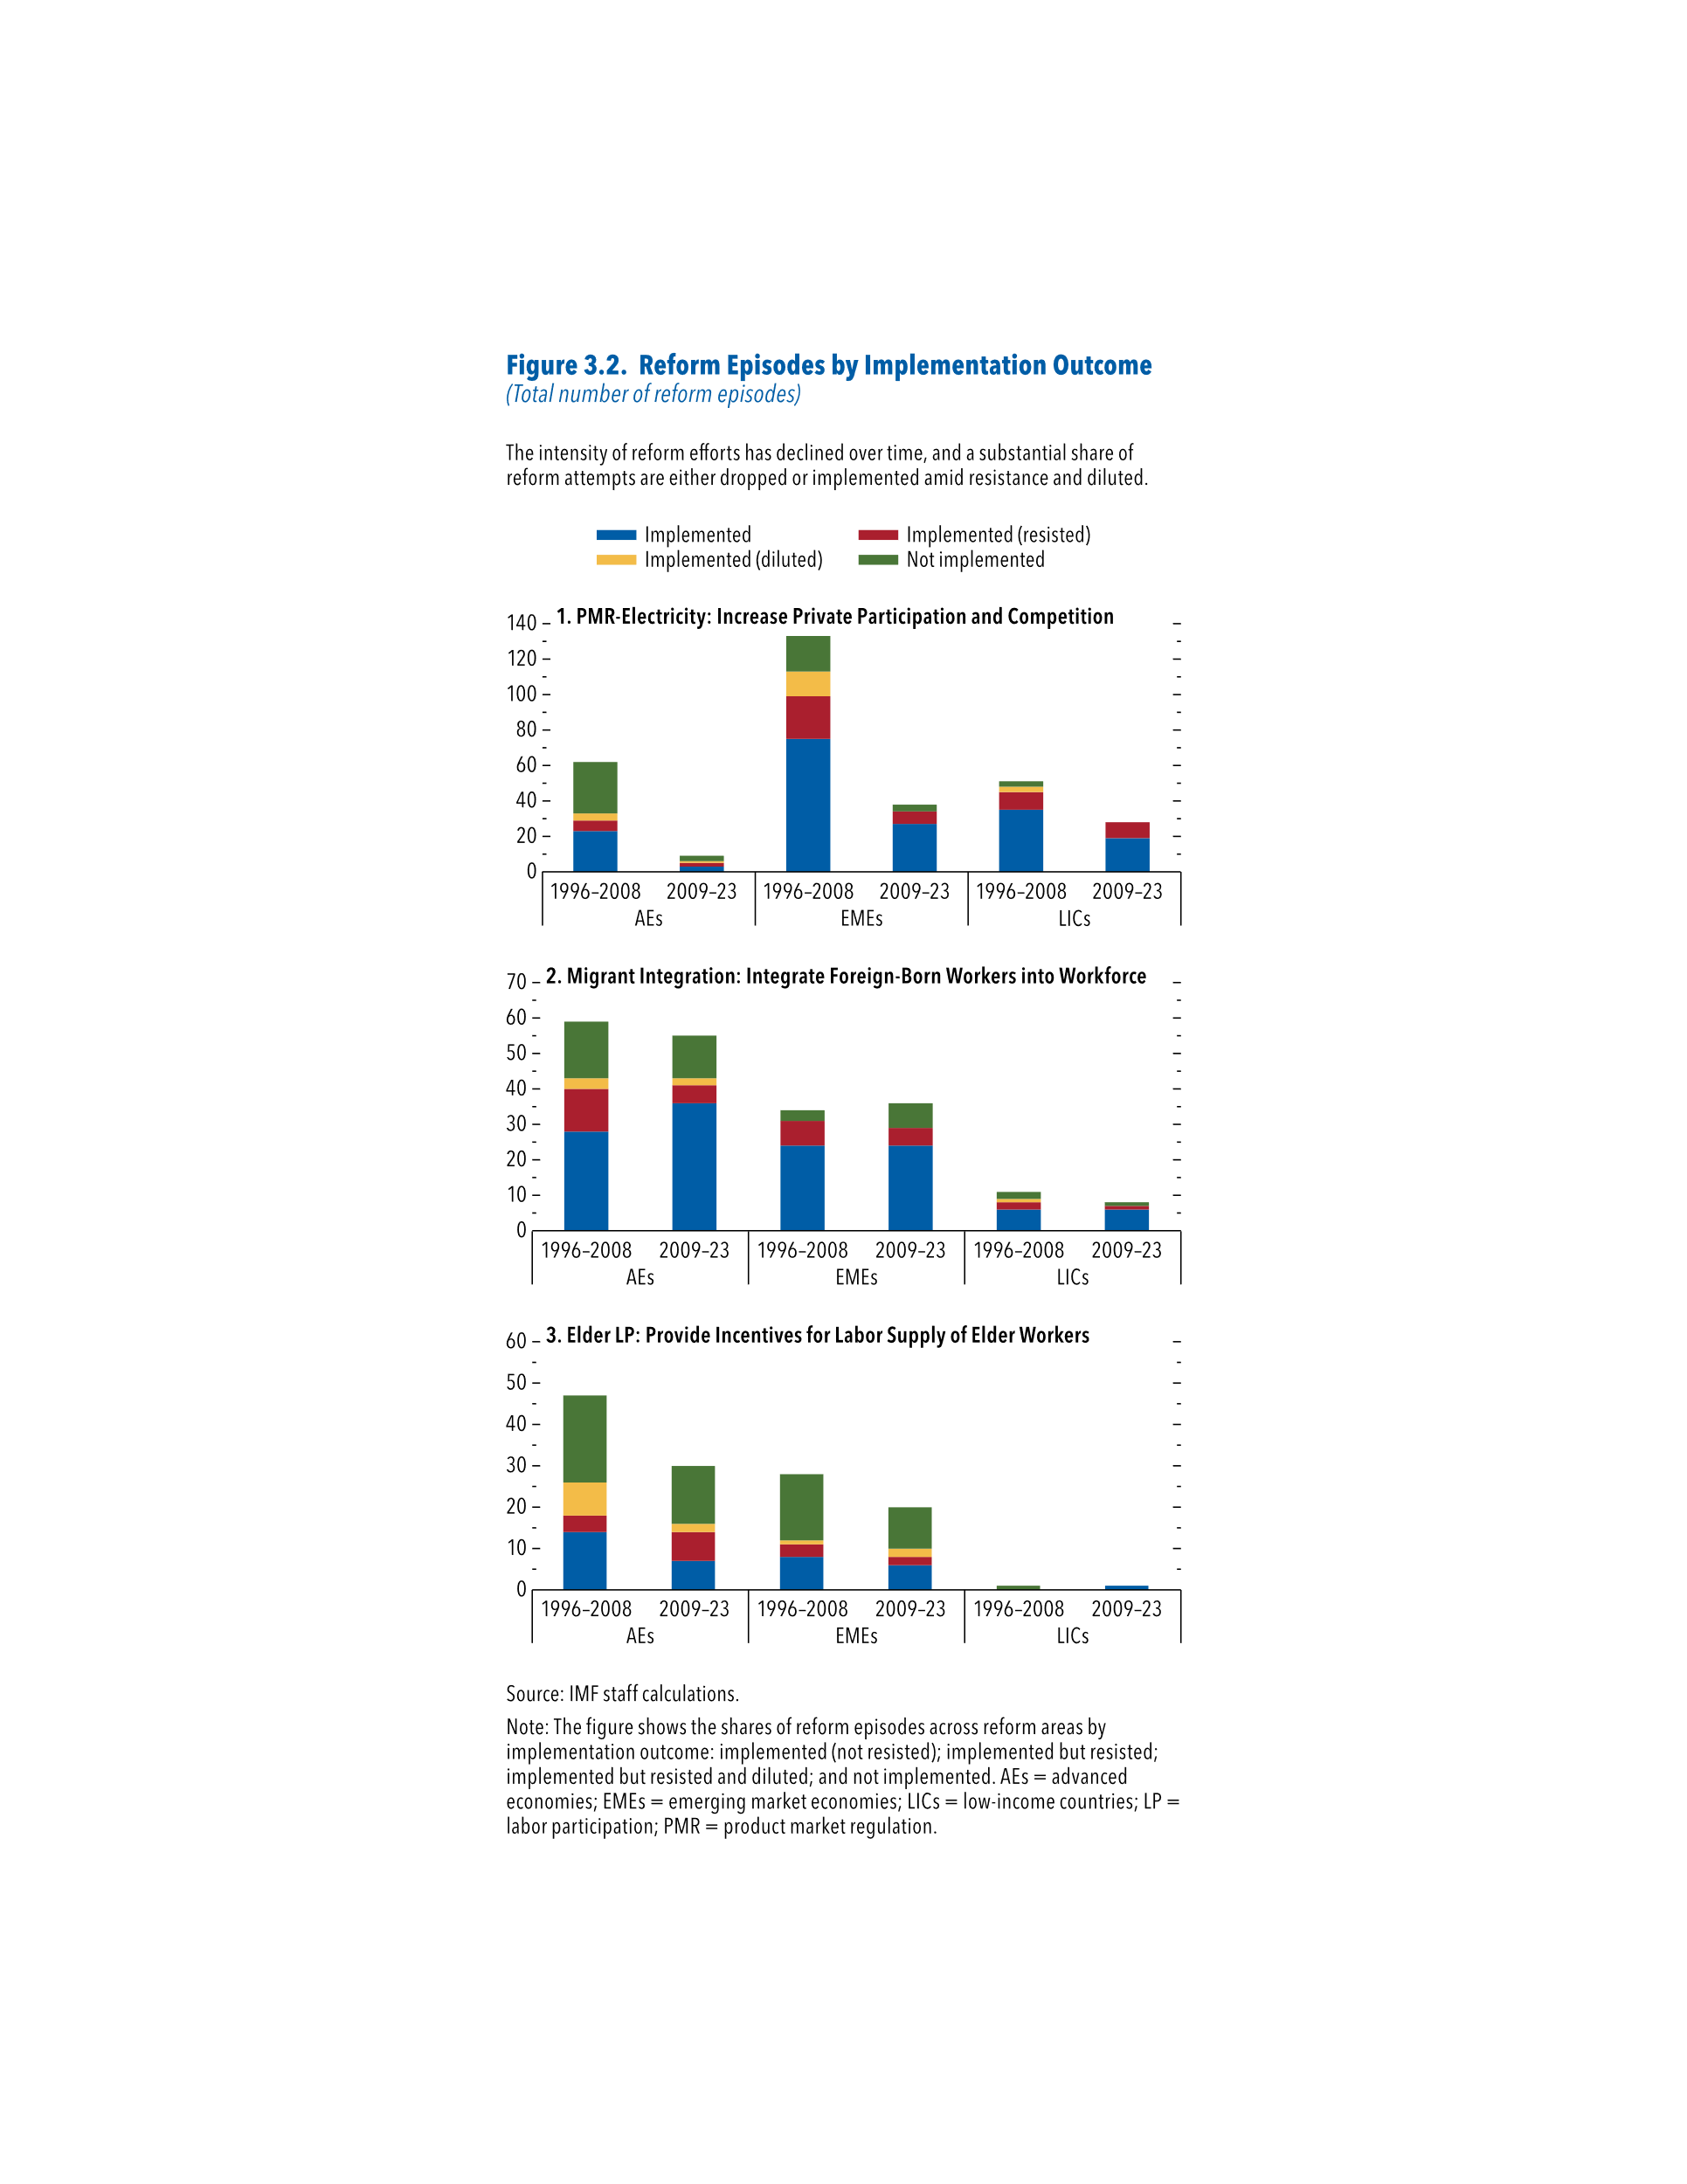 Figure 3.2. Reform Episodes by Implementation Outcome
(Total number of reform episodes)
The intensity of reform efforts has declined over time, and a substantial share of
reform attempts are either dropped or implemented amid resistance and diluted.
Implemented
Implemented (resisted)
Implemented (diluted)
Not implemented
1. PMR-Electricity: Increase Private Participation and Competition
140
120
100
80
60
40
20
0
1996–2008 2009–23 1996–2008 2009–23 1996–2008 2009–23
AEs EMEs LICs
2. Migrant Integration: Integrate Foreign-Born Workers into Workforce
70
60
50
40
30
20
10
0
1996–2008 2009–23 1996–2008 2009–23 1996–2008 2009–23
AEs EMEs LICs
3. Elder LP: Provide Incentives for Labor Supply of Elder Workers
60
50
40
30
20
10
0
1996–2008 2009–23 1996–2008 2009–23 1996–2008 2009–23
AEs EMEs LICs
Source: IMF staff calculations.
Note: The figure shows the shares of reform episodes across reform areas by
implementation outcome: implemented (not resisted); implemented but resisted;
implemented but resisted and diluted; and not implemented. AEs = advanced
economies; EMEs = emerging market economies; LICs = low-income countries; LP =
labor participation; PMR = product market regulation.